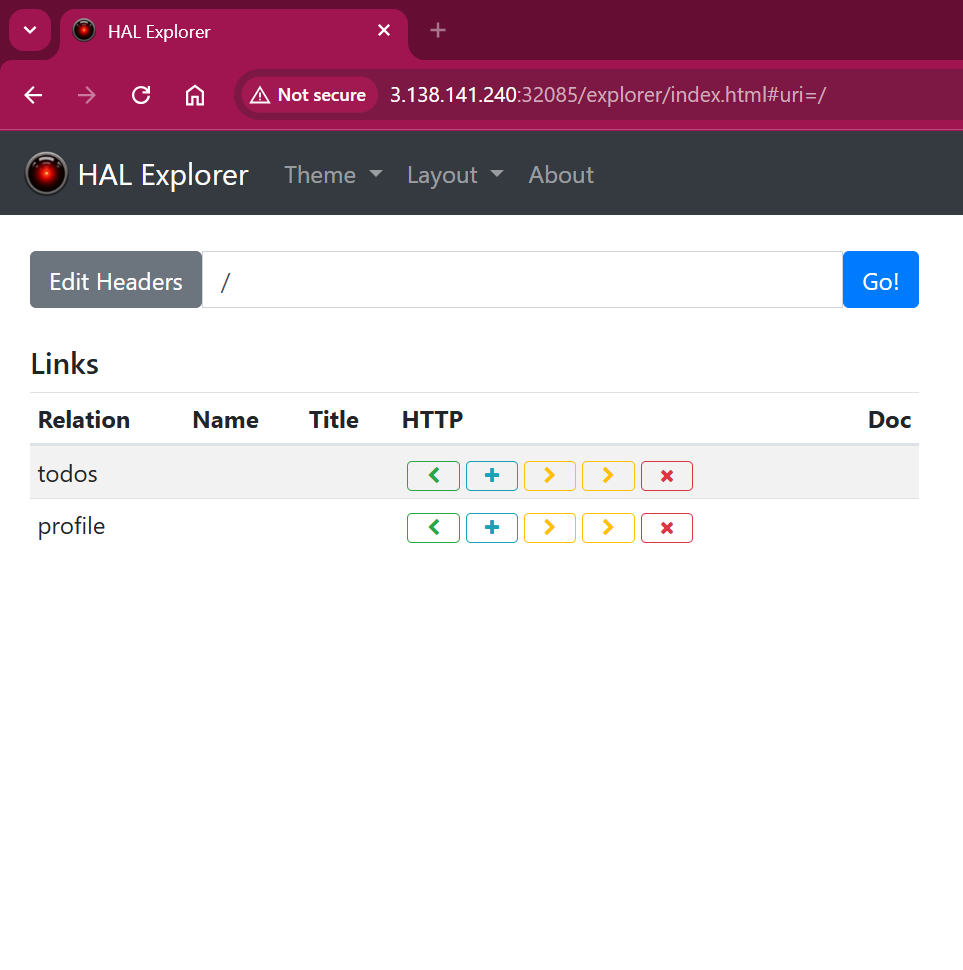 HAL Explorer
Not secure 3.138.141.240:32085/explorer/index.html#uri=/
HAL Explorer Theme Layout About
Edit Headers / Go!
Links
Relation Name Title HTTP Doc
todos
profile